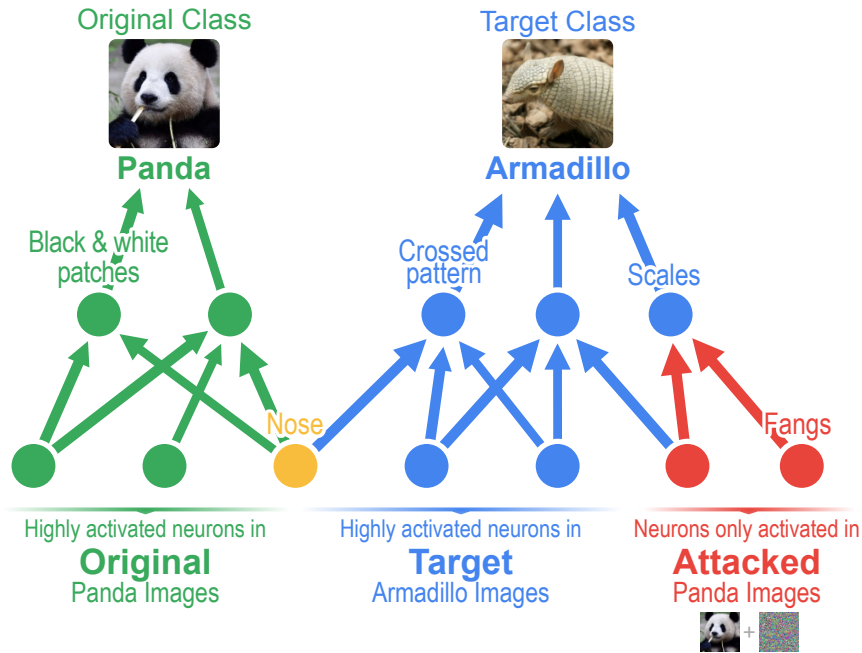 Original Class
Target Class
Panda
Armadillo
Black & white
patches
Crossed
pattern
Scales
Nose
Fangs
Highly activated neurons in
Original
Panda Images
Highly activated neurons in
Target
Armadillo Images
Neurons only activated in
Attacked
Panda Images
+